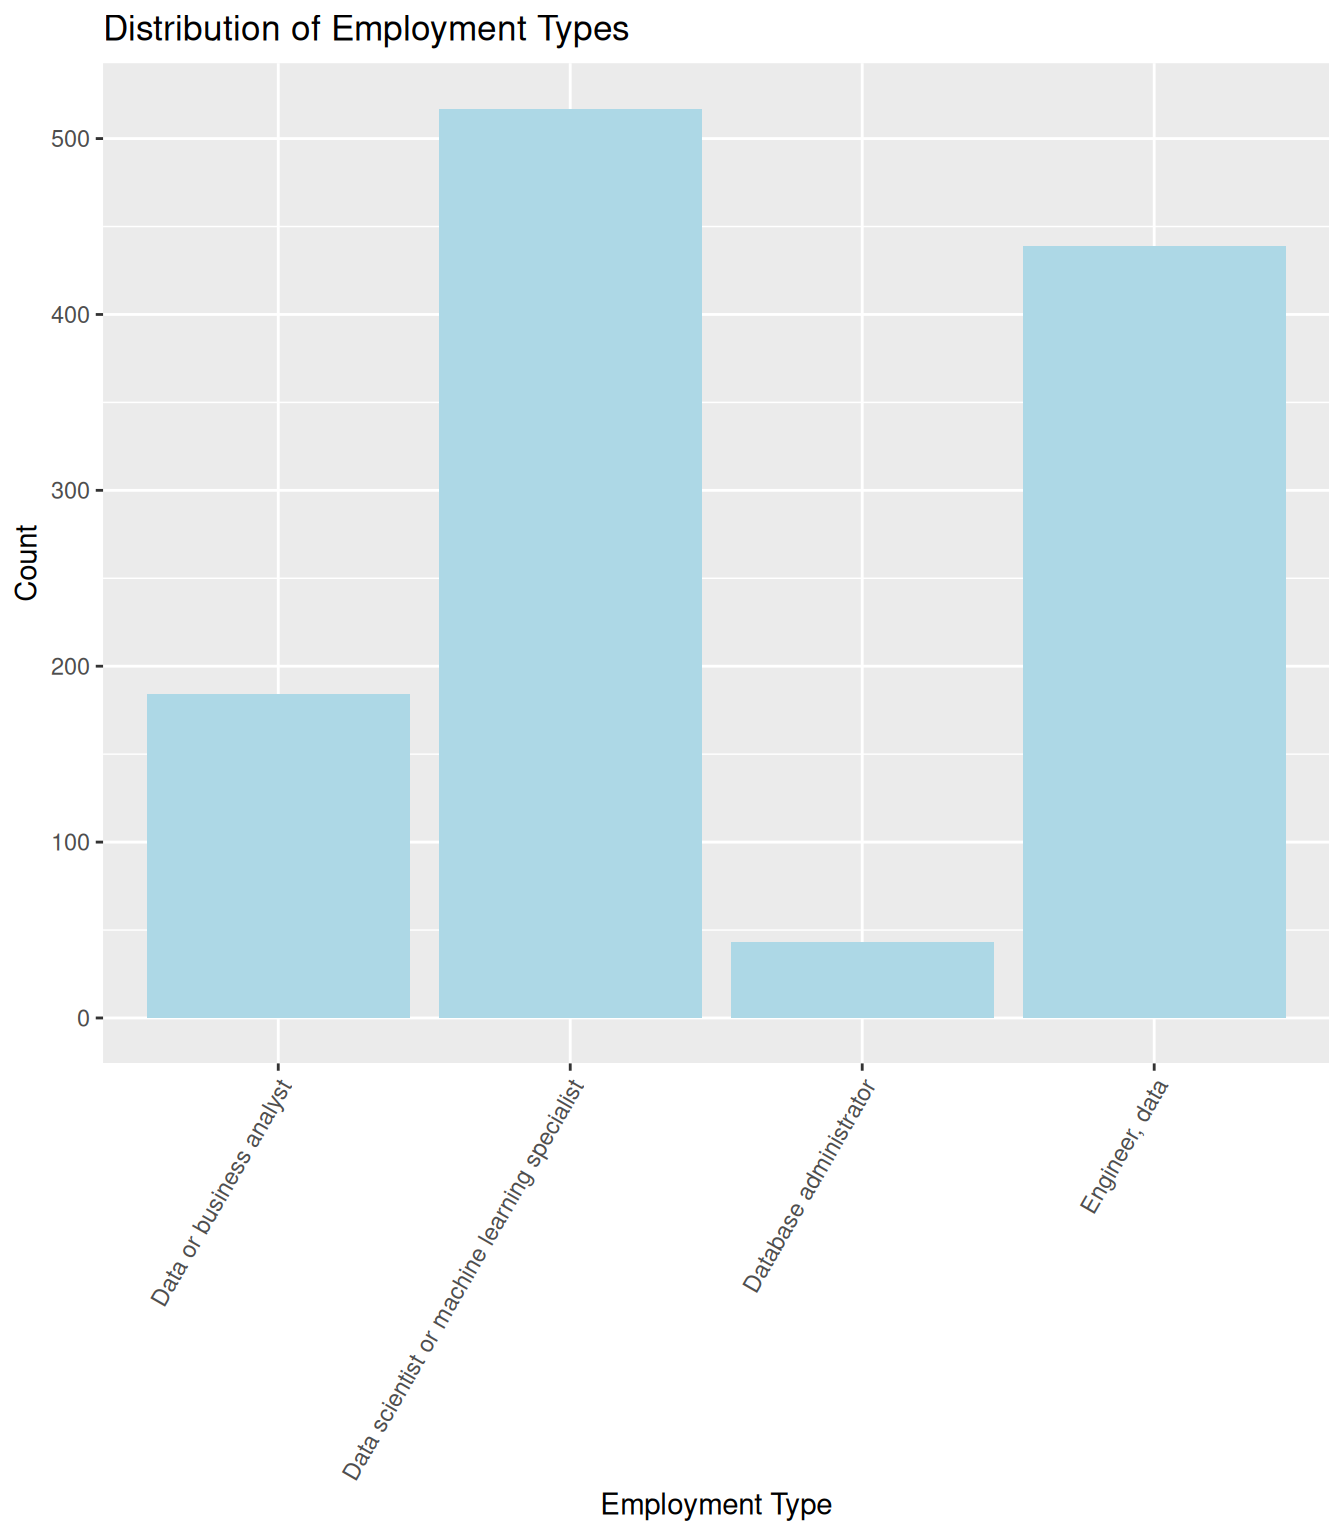 Distribution of Employment Types
500
400
300
200
100
0
Count
Data or business analyst
Data scientist or machine learning specialist
Database administrator
Engineer, data
Employment Type